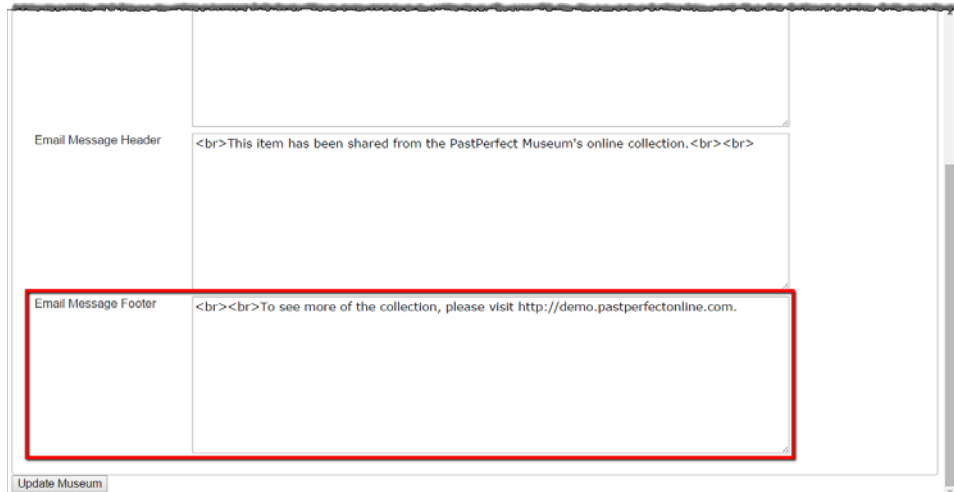 Email Message Header
<br>This item has been shared from the PastPerfect Museum's online collection.<br><br>
Email Message Footer
<br><br>To see more of the collection, please visit http://demo.pastperfectonline.com.
Update Museum